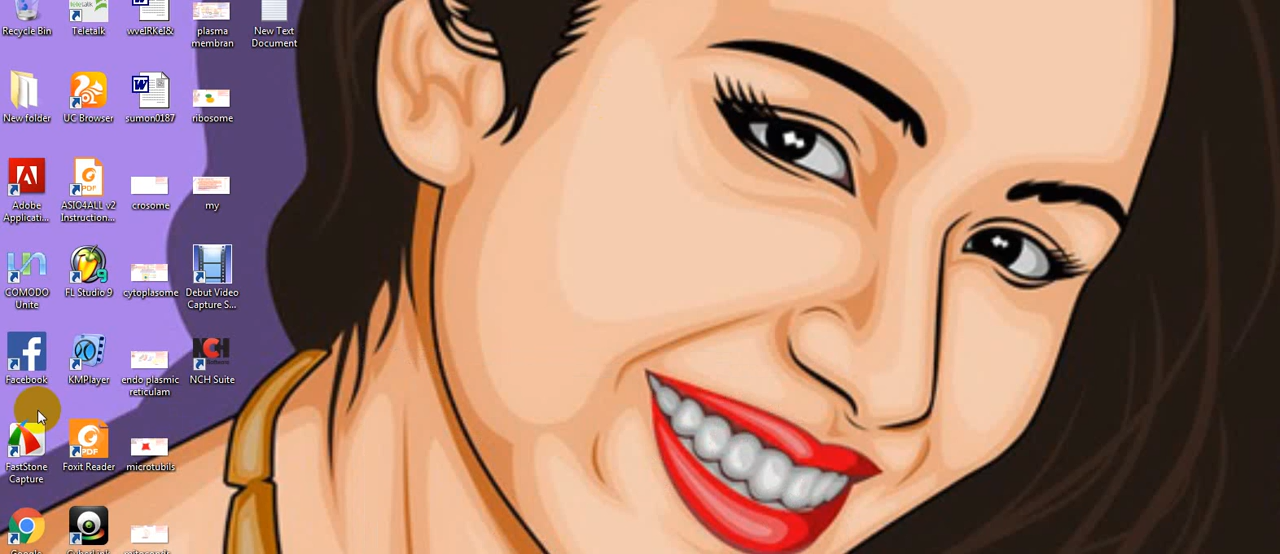 Recycle Bin
Teletalk
wveIRKeJ&
plasma
membran
New Text
Document
New folder
UC Browser
sumon0187
ribosome
Adobe
Applicati...
ASIO4ALL v2
Instruction...
crosome
my
COMODO
Unite
FL Studio 9
cytoplasome
Debut Video
Capture S...
Facebook
KMPlayer
endo plasmic
reticulam
NCH Suite
FastStone
Capture
Foxit Reader
microtubils
Google